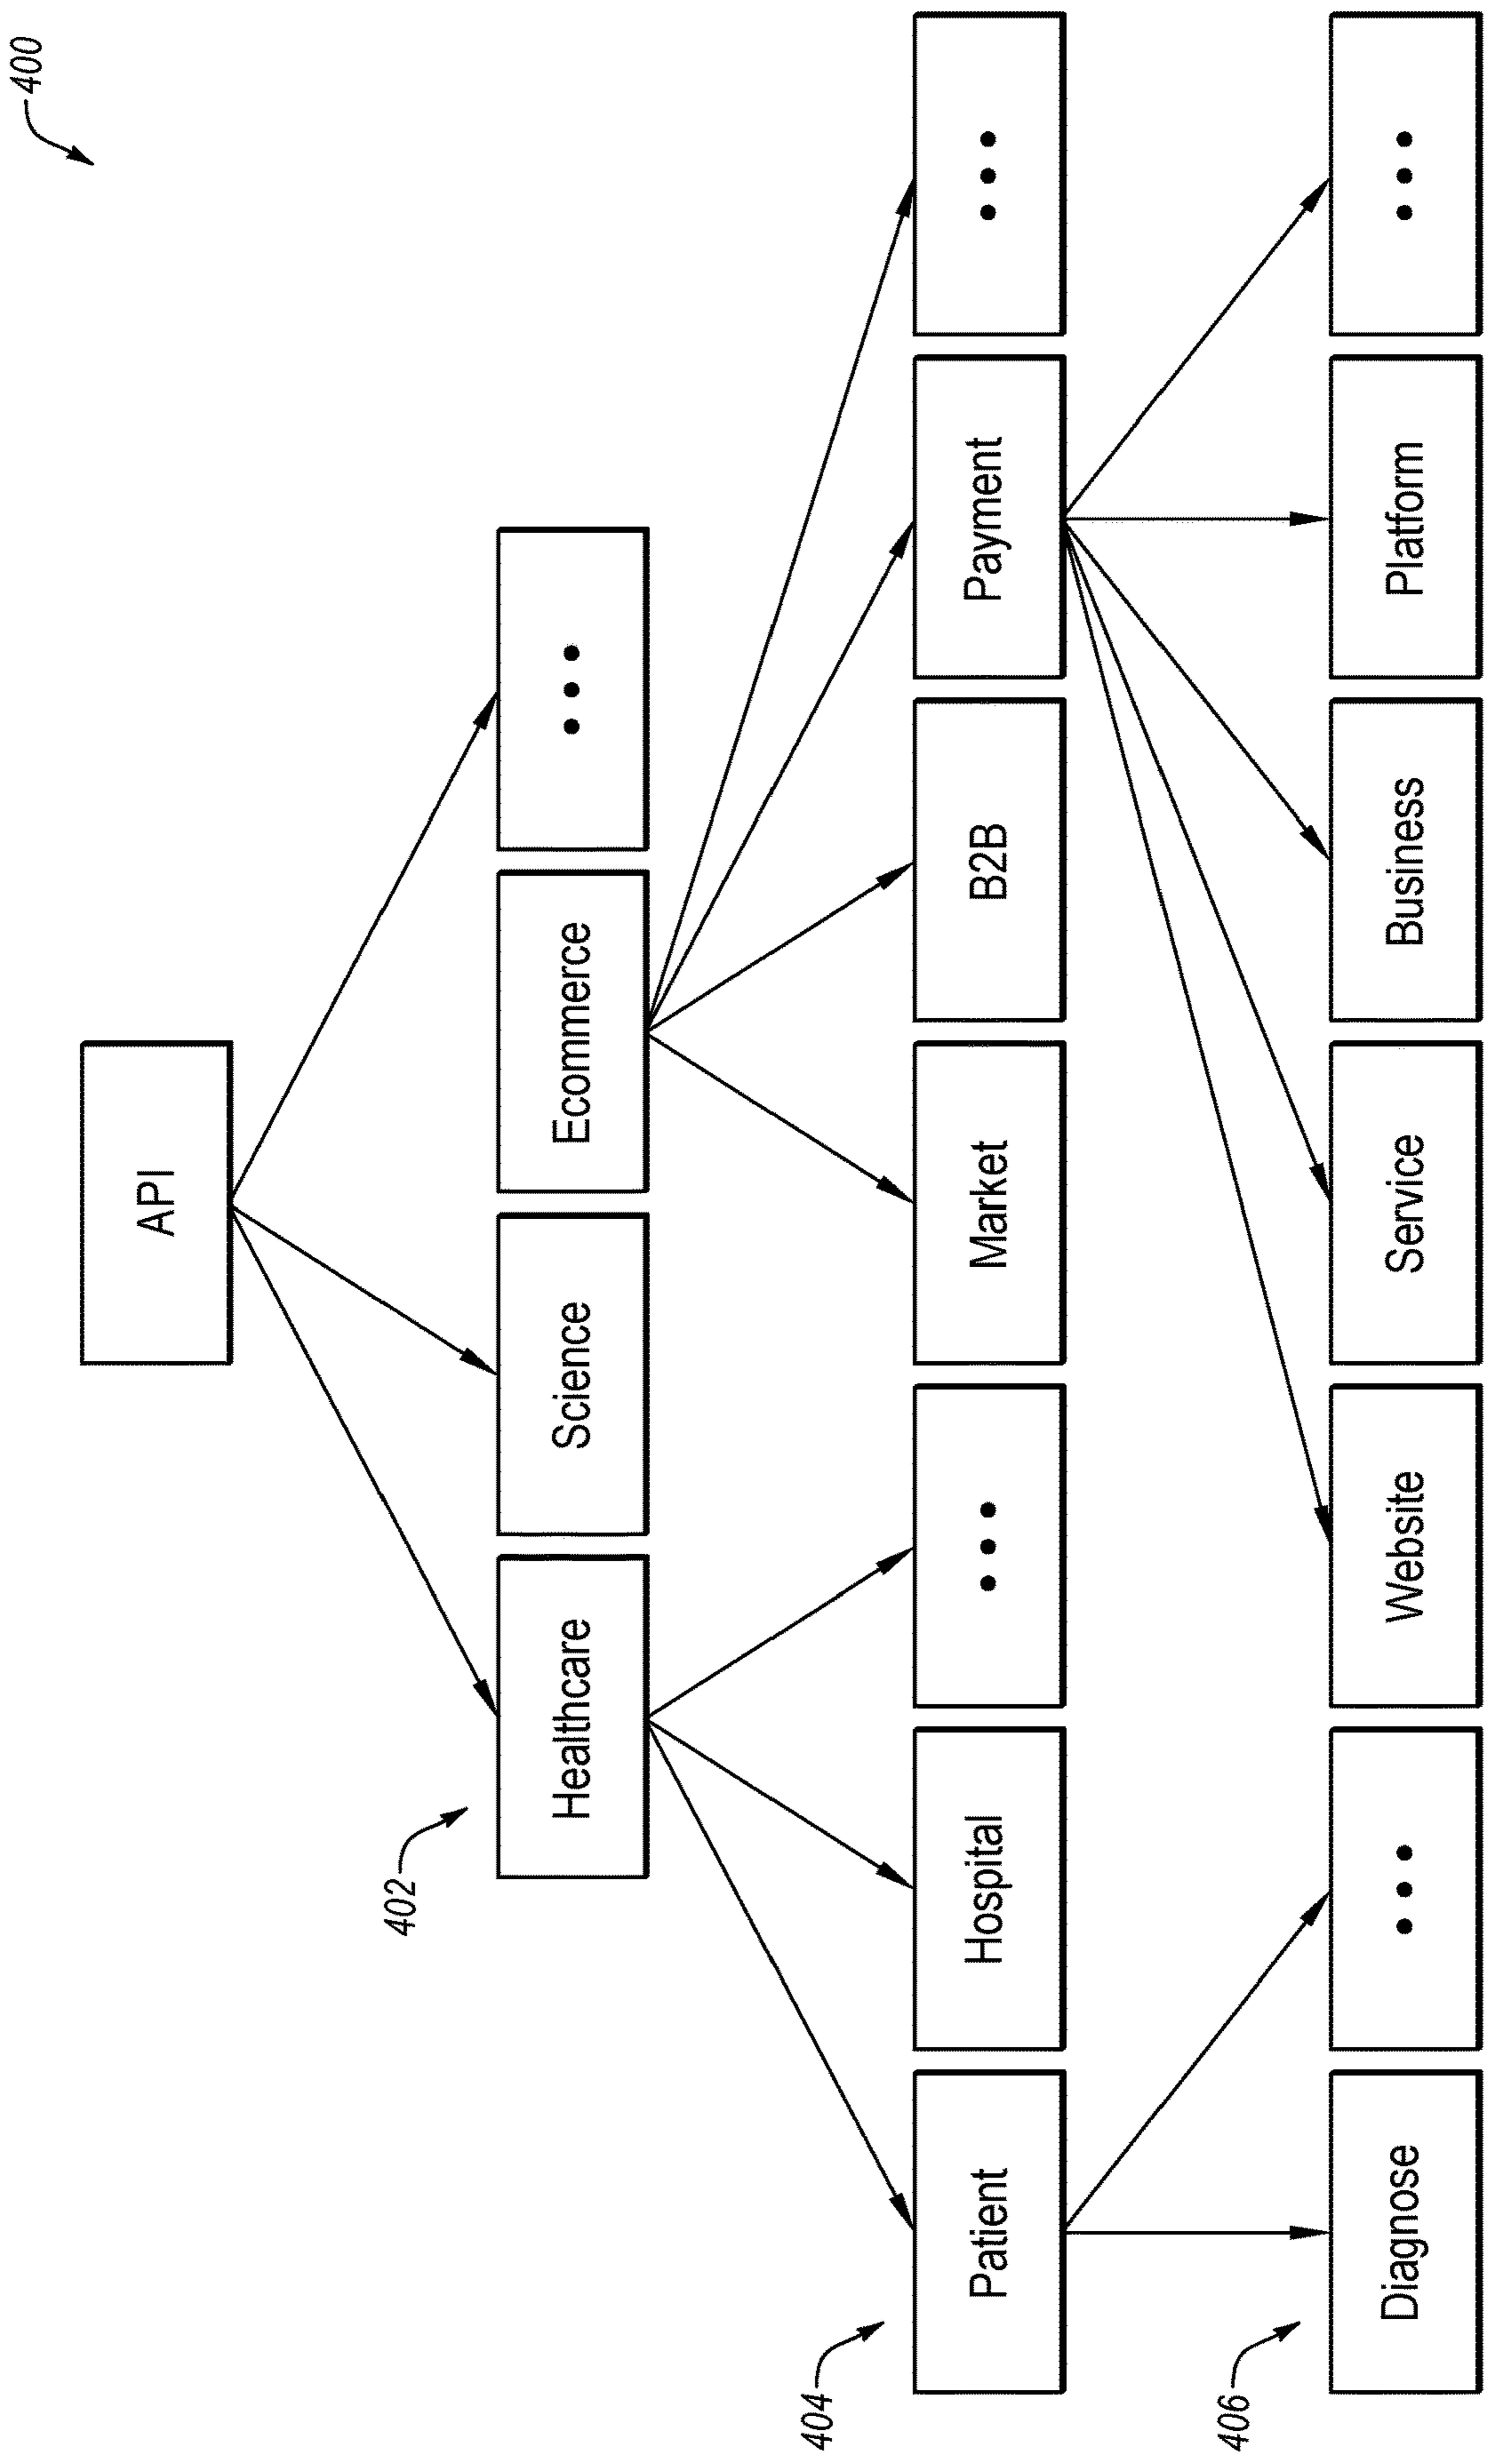 400
API
402
Healthcare
Science
Ecommerce
• • •
404
Patient
Hospital
• • •
Market
B2B
Payment
• • •
406
Diagnose
• • •
Website
Service
Business
Platform
• • •